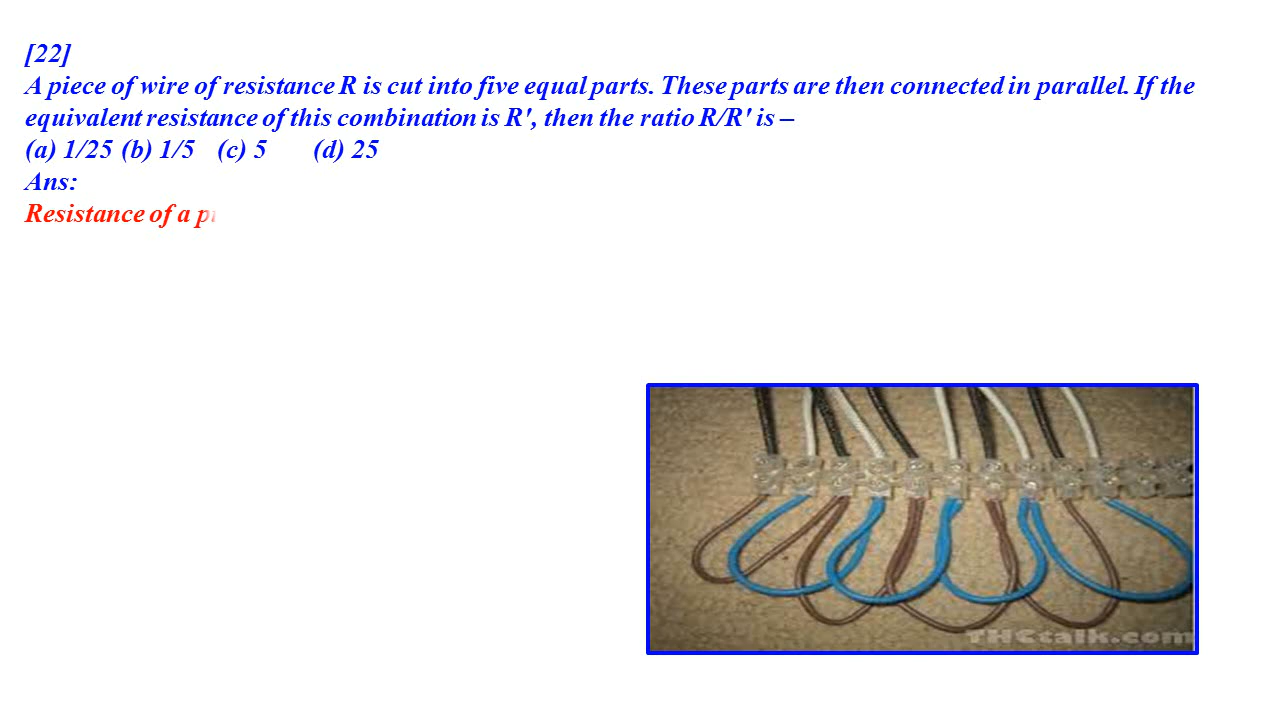 [22]
A piece of wire of resistance R is cut into five equal parts. These parts are then connected in parallel. If the
equivalent resistance of this combination is R', then the ratio R/R' is –
(a) 1/25 (b) 1/5 (c) 5 (d) 25
Ans:
Resistance of a
THCtalk.com